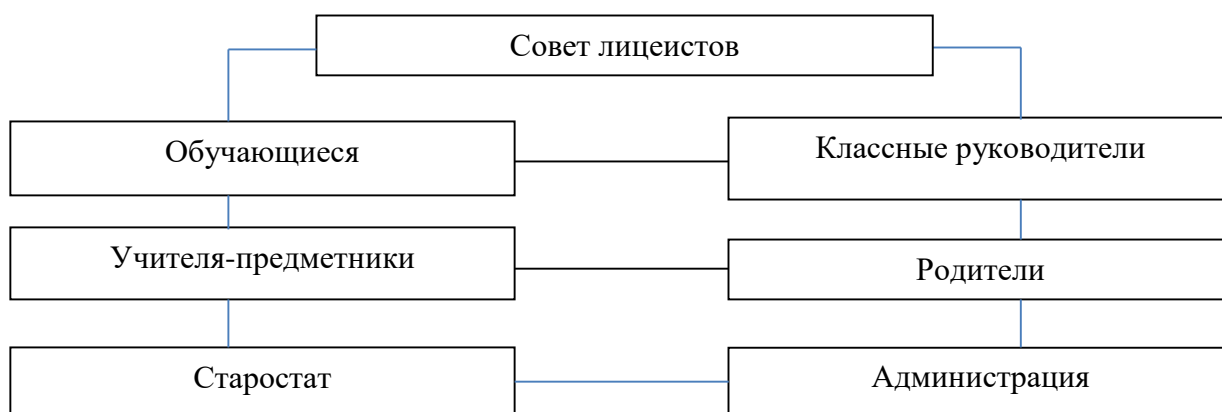 Совет лицеистов
Обучающиеся
Классные руководители
Учителя-предметники
Родители
Старостат
Администрация